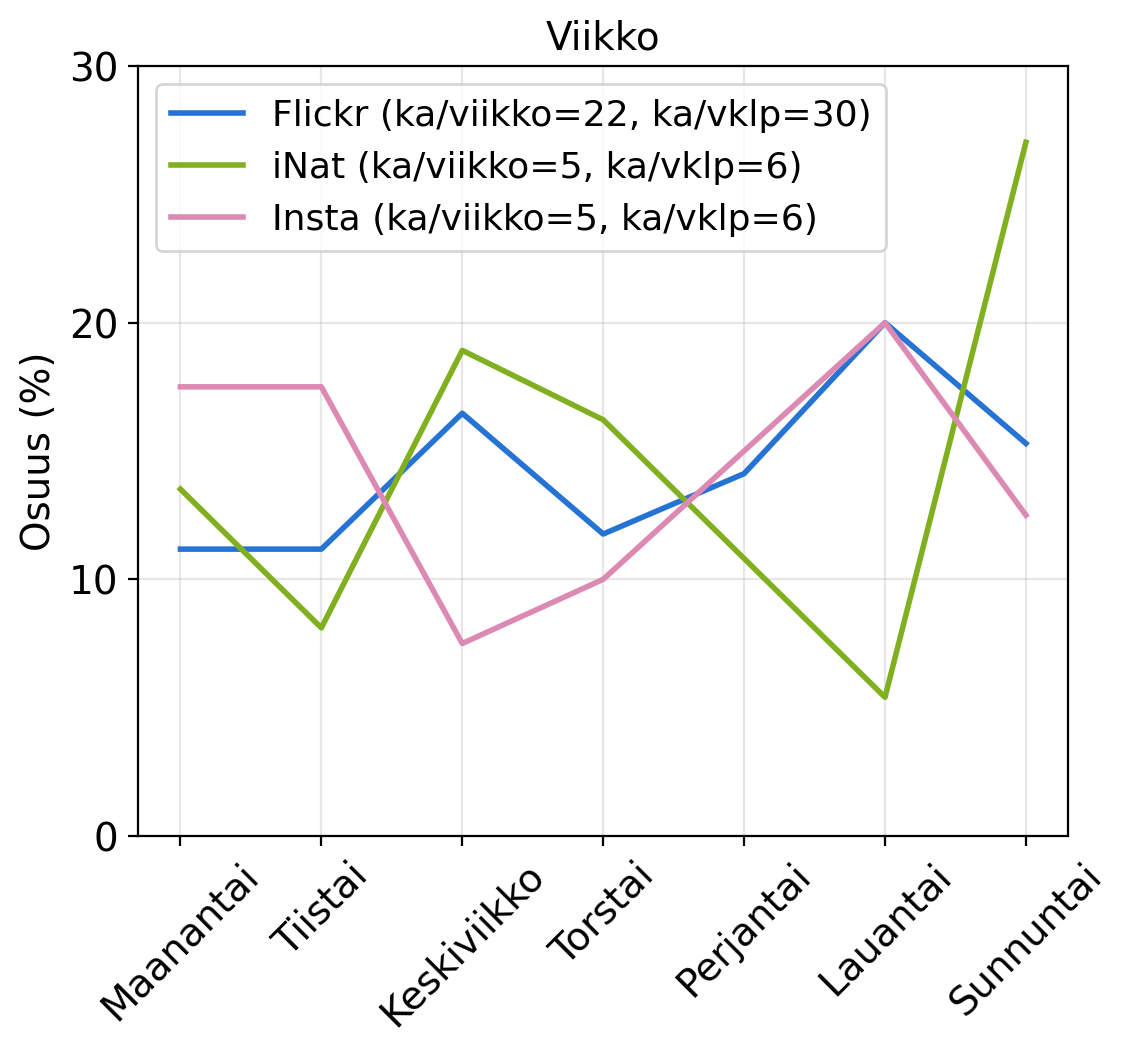 Viikko
Flickr (ka/viikko=22, ka/vklp=30)
iNat (ka/viikko=5, ka/vklp=6)
Insta (ka/viikko=5, ka/vklp=6)
Osuus (%)
30
20
10
0
Maanantai
Tiistai
Keskiviikko
Torstai
Perjantai
Lauantai
Sunnuntai